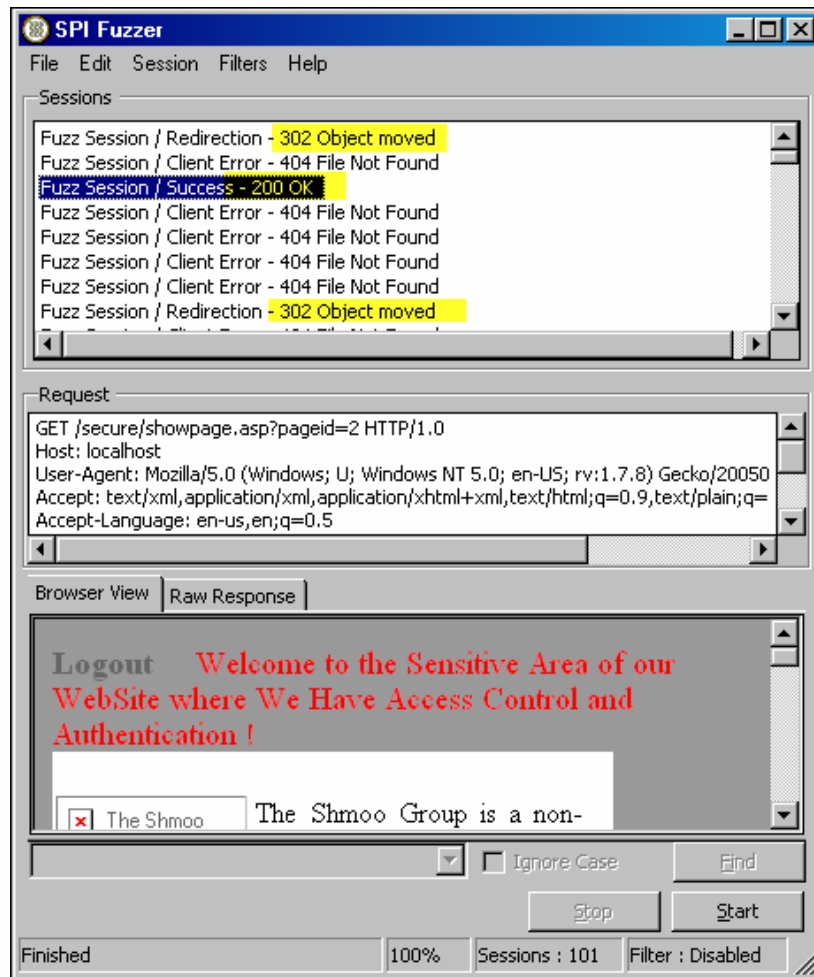 SPI Fuzzer
File Edit Session Filters Help
Sessions
Fuzz Session / Redirection - 302 Object moved
Fuzz Session / Client Error - 404 File Not Found
Fuzz Session / Success - 200 OK
Fuzz Session / Client Error - 404 File Not Found
Fuzz Session / Client Error - 404 File Not Found
Fuzz Session / Client Error - 404 File Not Found
Fuzz Session / Client Error - 404 File Not Found
Fuzz Session / Redirection - 302 Object moved
Request
GET /secure/showpage.asp?pageid=2 HTTP/1.0
Host: localhost
User-Agent: Mozilla/5.0 (Windows; U; Windows NT 5.0; en-US; rv:1.7.8) Gecko/20050
Accept: text/xml,application/xml,application/xhtml+xml,text/html;q=0.9,text/plain;q=
Accept-Language: en-us,en;q=0.5
Browser View Raw Response
Logout Welcome to the Sensitive Area of our
WebSite where We Have Access Control and
Authentication !
The Shmoo The Shmoo Group is a non-
Ignore Case Find
Stop Start
Finished 100% Sessions : 101 Filter : Disabled